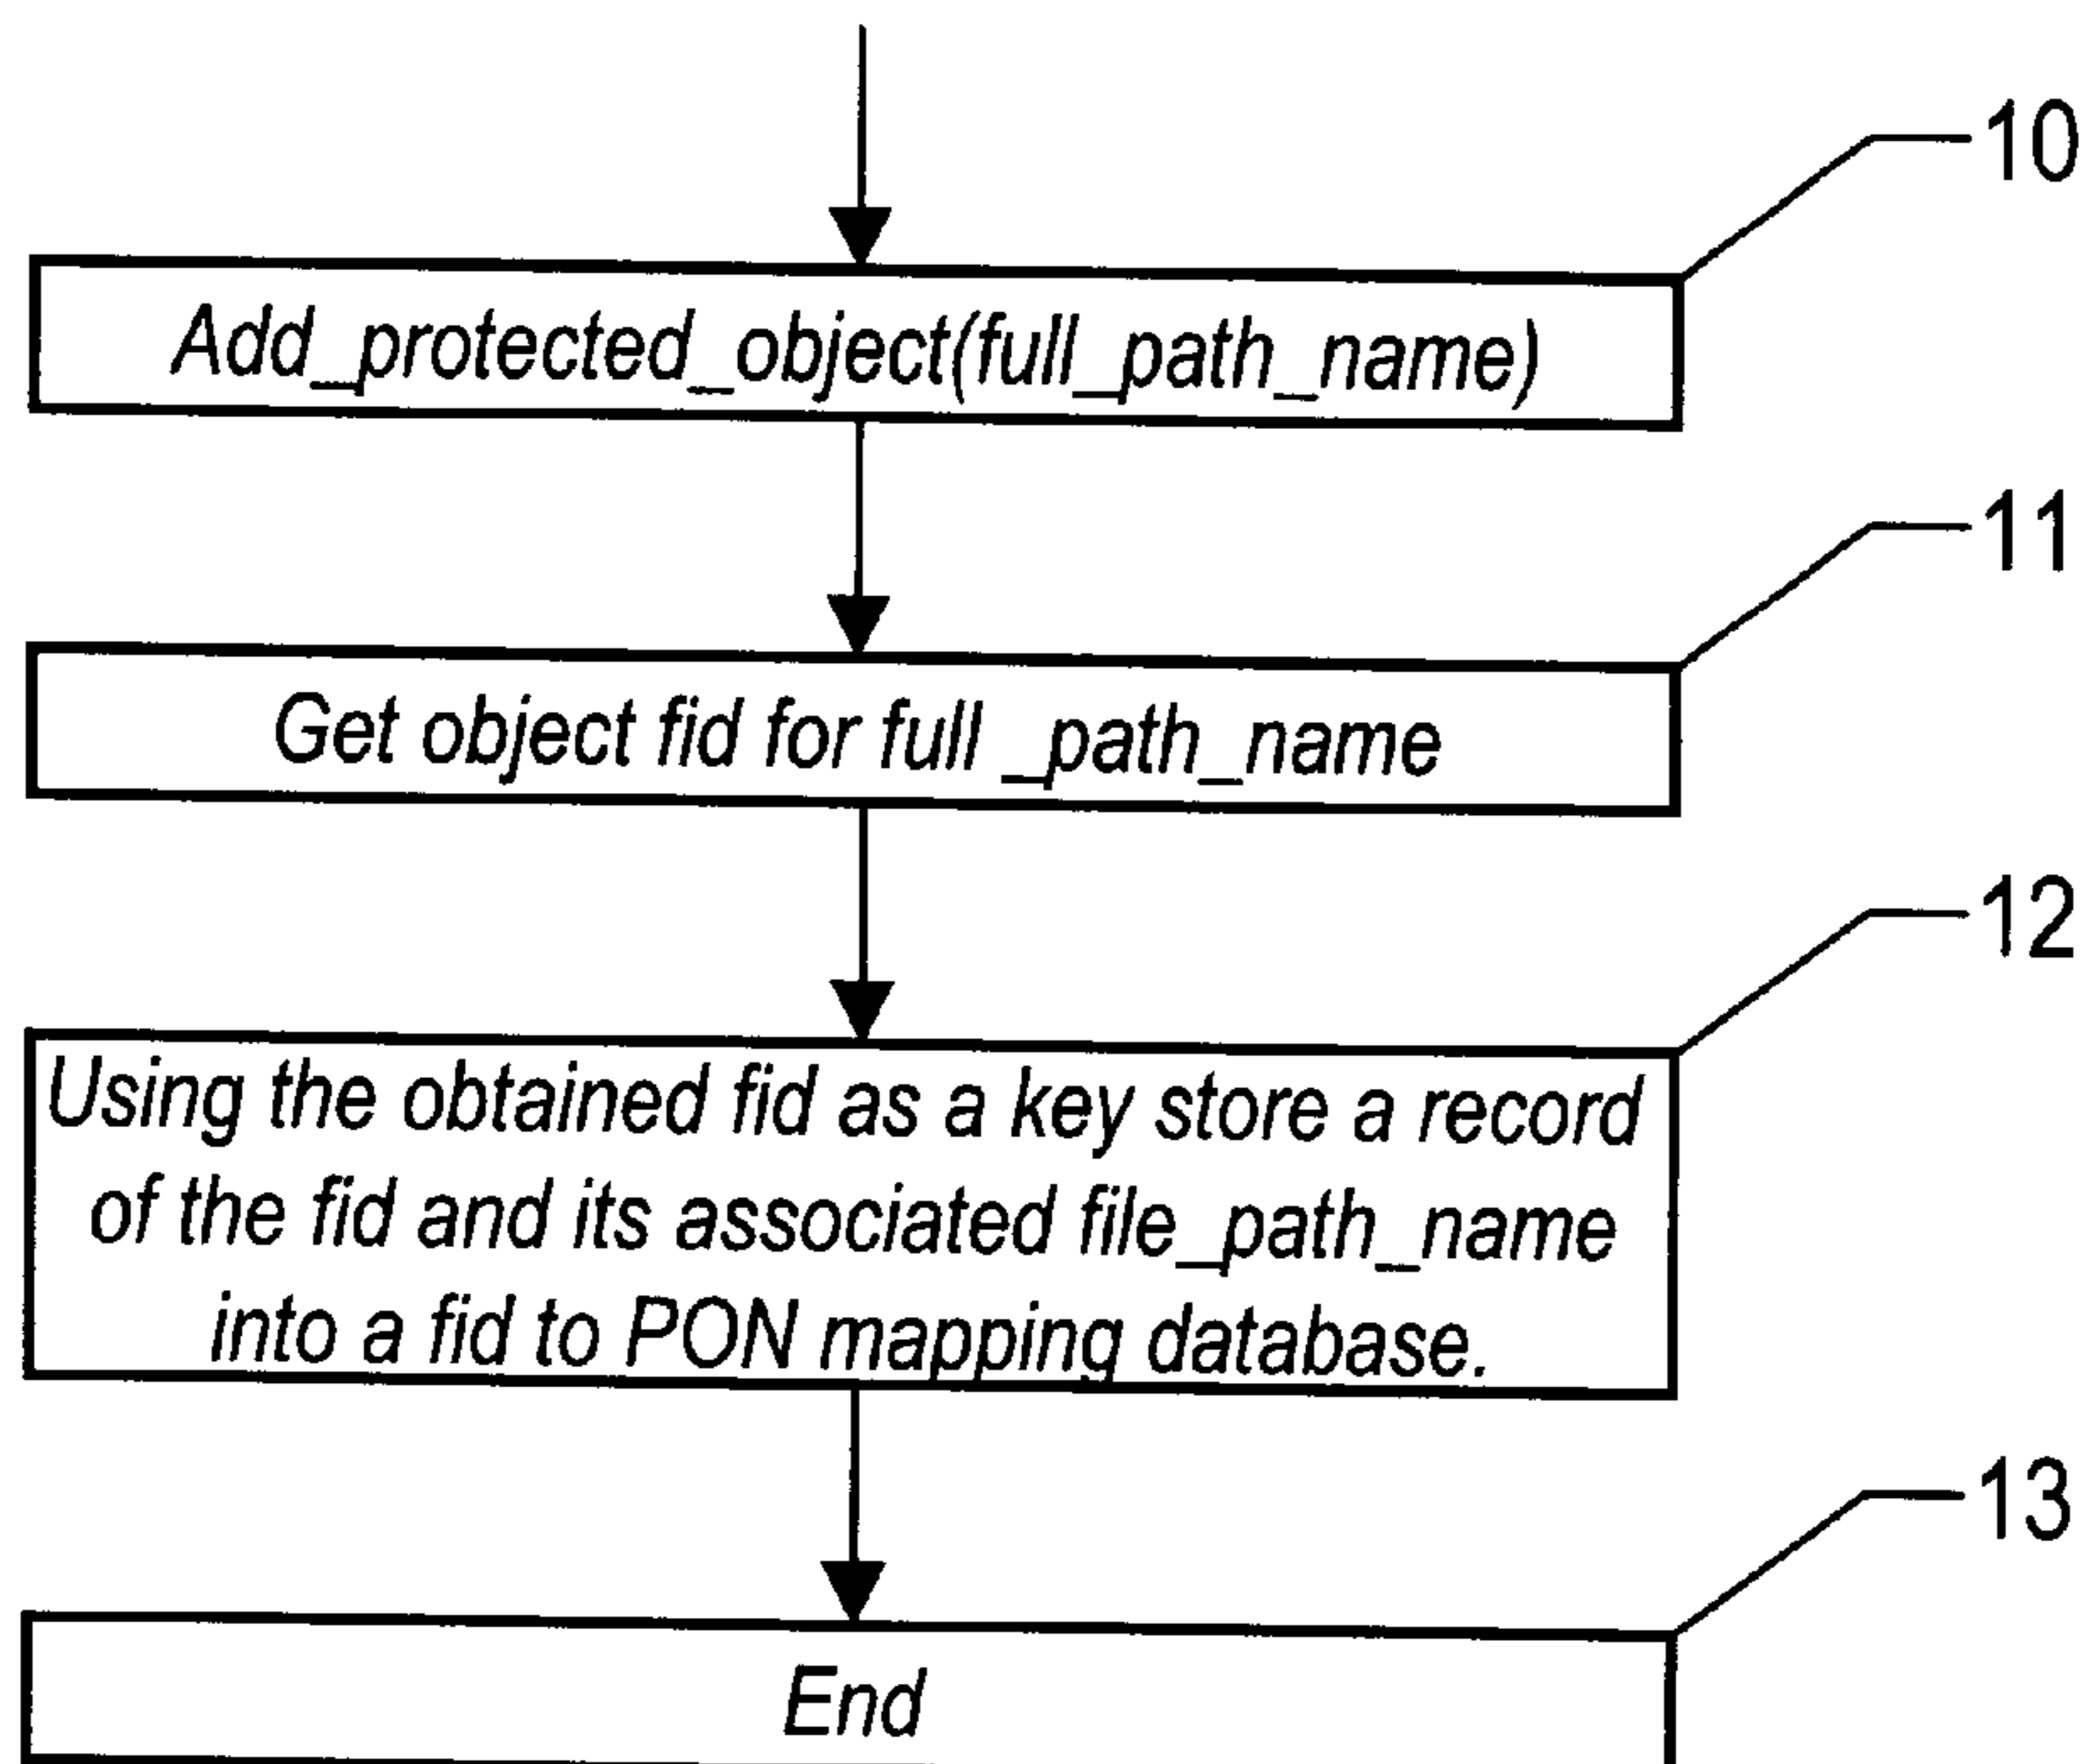 10
Add_protected_object(full_path_name)
11
Get object fid for full _path_name
12
Using the obtained fid as a key store a record
of the fid and its associated file_path_name
into a fid to PON mapping database.
13
End